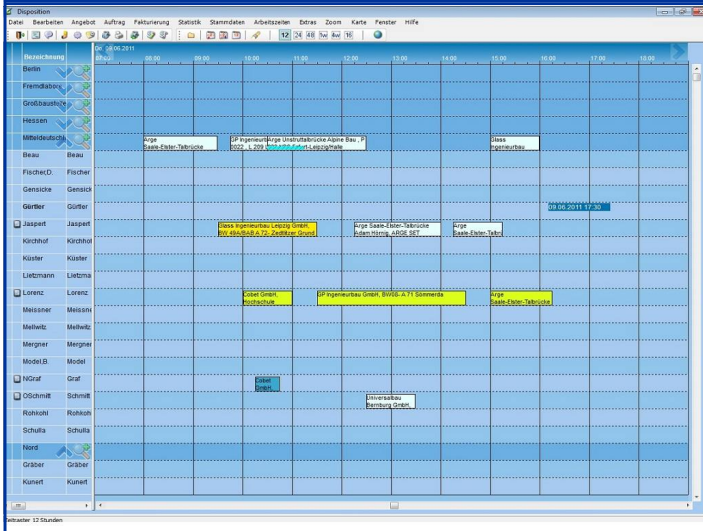 Disposition
Datei Bearbeiten Angebot Auftrag Fakturierung Statistik Stammdaten Arbeitszeiten Extras Zoom Karte Fenster Hilfe
12 24 48 1w 4w 16
Do, 09.06.2011
Bezeichnung 07:00 08:00 09:00 10:00 11:00 12:00 13:00 14:00 15:00 16:00 17:00 18:00
Berlin
Fremdlabor
Großbaustelle
Hessen
Mitteldeutschl
Arge
Saale-Elster-Talbrücke
GP Ingenieurb
0022 , L 209
Arge Unstruttalbrücke Alpine Bau , P
Erfurt-Leipzig/Halle
Glass
Ingenieurbau
Beau Beau
Fischer,D. Fischer
Gensicke Gensick
Gürtler Gürtler
09.06.2011 17:30
Jaspert Jaspert
Glass Ingenieurbau Leipzig GmbH,
BW 49A/BAB A 72- Zedtlitzer Grund
Arge Saale-Elster-Talbrücke
Adam Hörnig, ARGE SET
Arge
Saale-Elster-Talbrü
Kirchhof Kirchhof
Küster Küster
Lietzmann Lietzma
Lorenz Lorenz
Cobet GmbH,
Hochschule
GP Ingenieurbau GmbH, BW66- A 71 Sömmerda
Arge
Saale-Elster-Talbrücke
Meissner Meissne
Mellwitz Mellwitz
Mergner Mergner
Model,B. Model
NGraf Graf
Cobet
GmbH,
OSchmitt Schmitt
Universalbau
Bernburg GmbH,
Rohkohl Rohkoh
Schulla Schulla
Nord
Gräber Gräber
Kunert Kunert
Zeitraster 12 Stunden